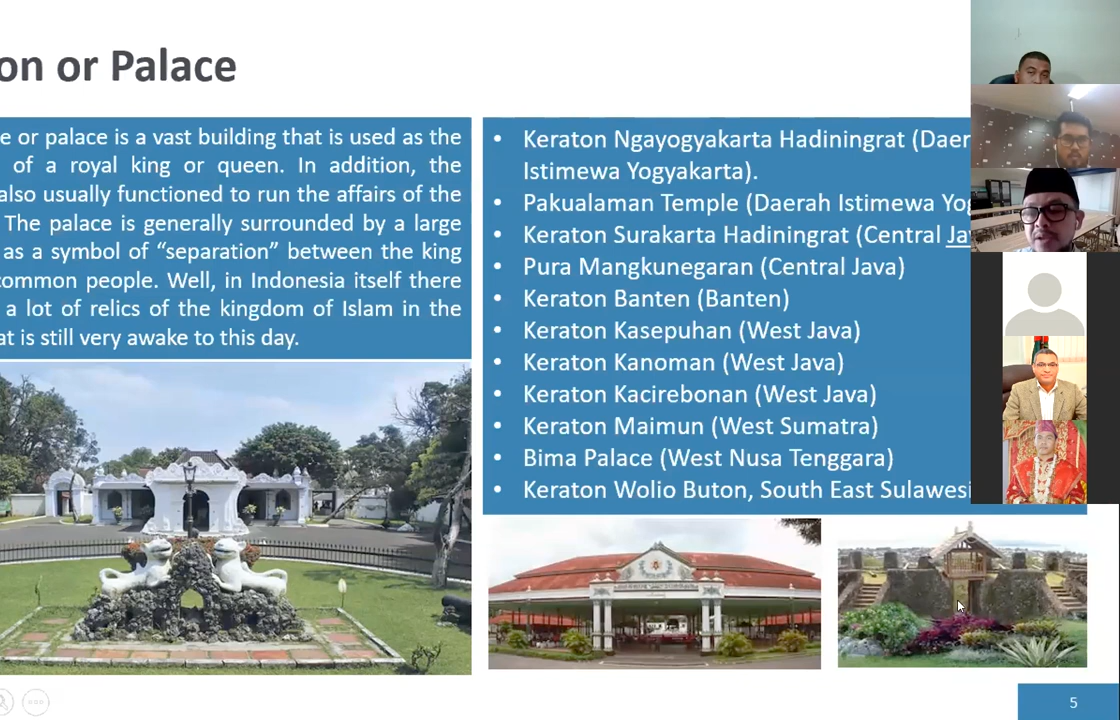 on or Palace
e or palace is a vast building that is used as the
of a royal king or queen. In addition, the
also usually functioned to run the affairs of the
The palace is generally surrounded by a large
as a symbol of “separation” between the king
common people. Well, in Indonesia itself there
a lot of relics of the kingdom of Islam in the
at is still very awake to this day.
• Keraton Ngayogyakarta Hadiningrat (Daer
Istimewa Yogyakarta).
• Pakualaman Temple (Daerah Istimewa Yog
• Keraton Surakarta Hadiningrat (Central Ja
• Pura Mangkunegaran (Central Java)
• Keraton Banten (Banten)
• Keraton Kasepuhan (West Java)
• Keraton Kanoman (West Java)
• Keraton Kacirebonan (West Java)
• Keraton Maimun (West Sumatra)
• Bima Palace (West Nusa Tenggara)
• Keraton Wolio Buton, South East Sulawesi
5